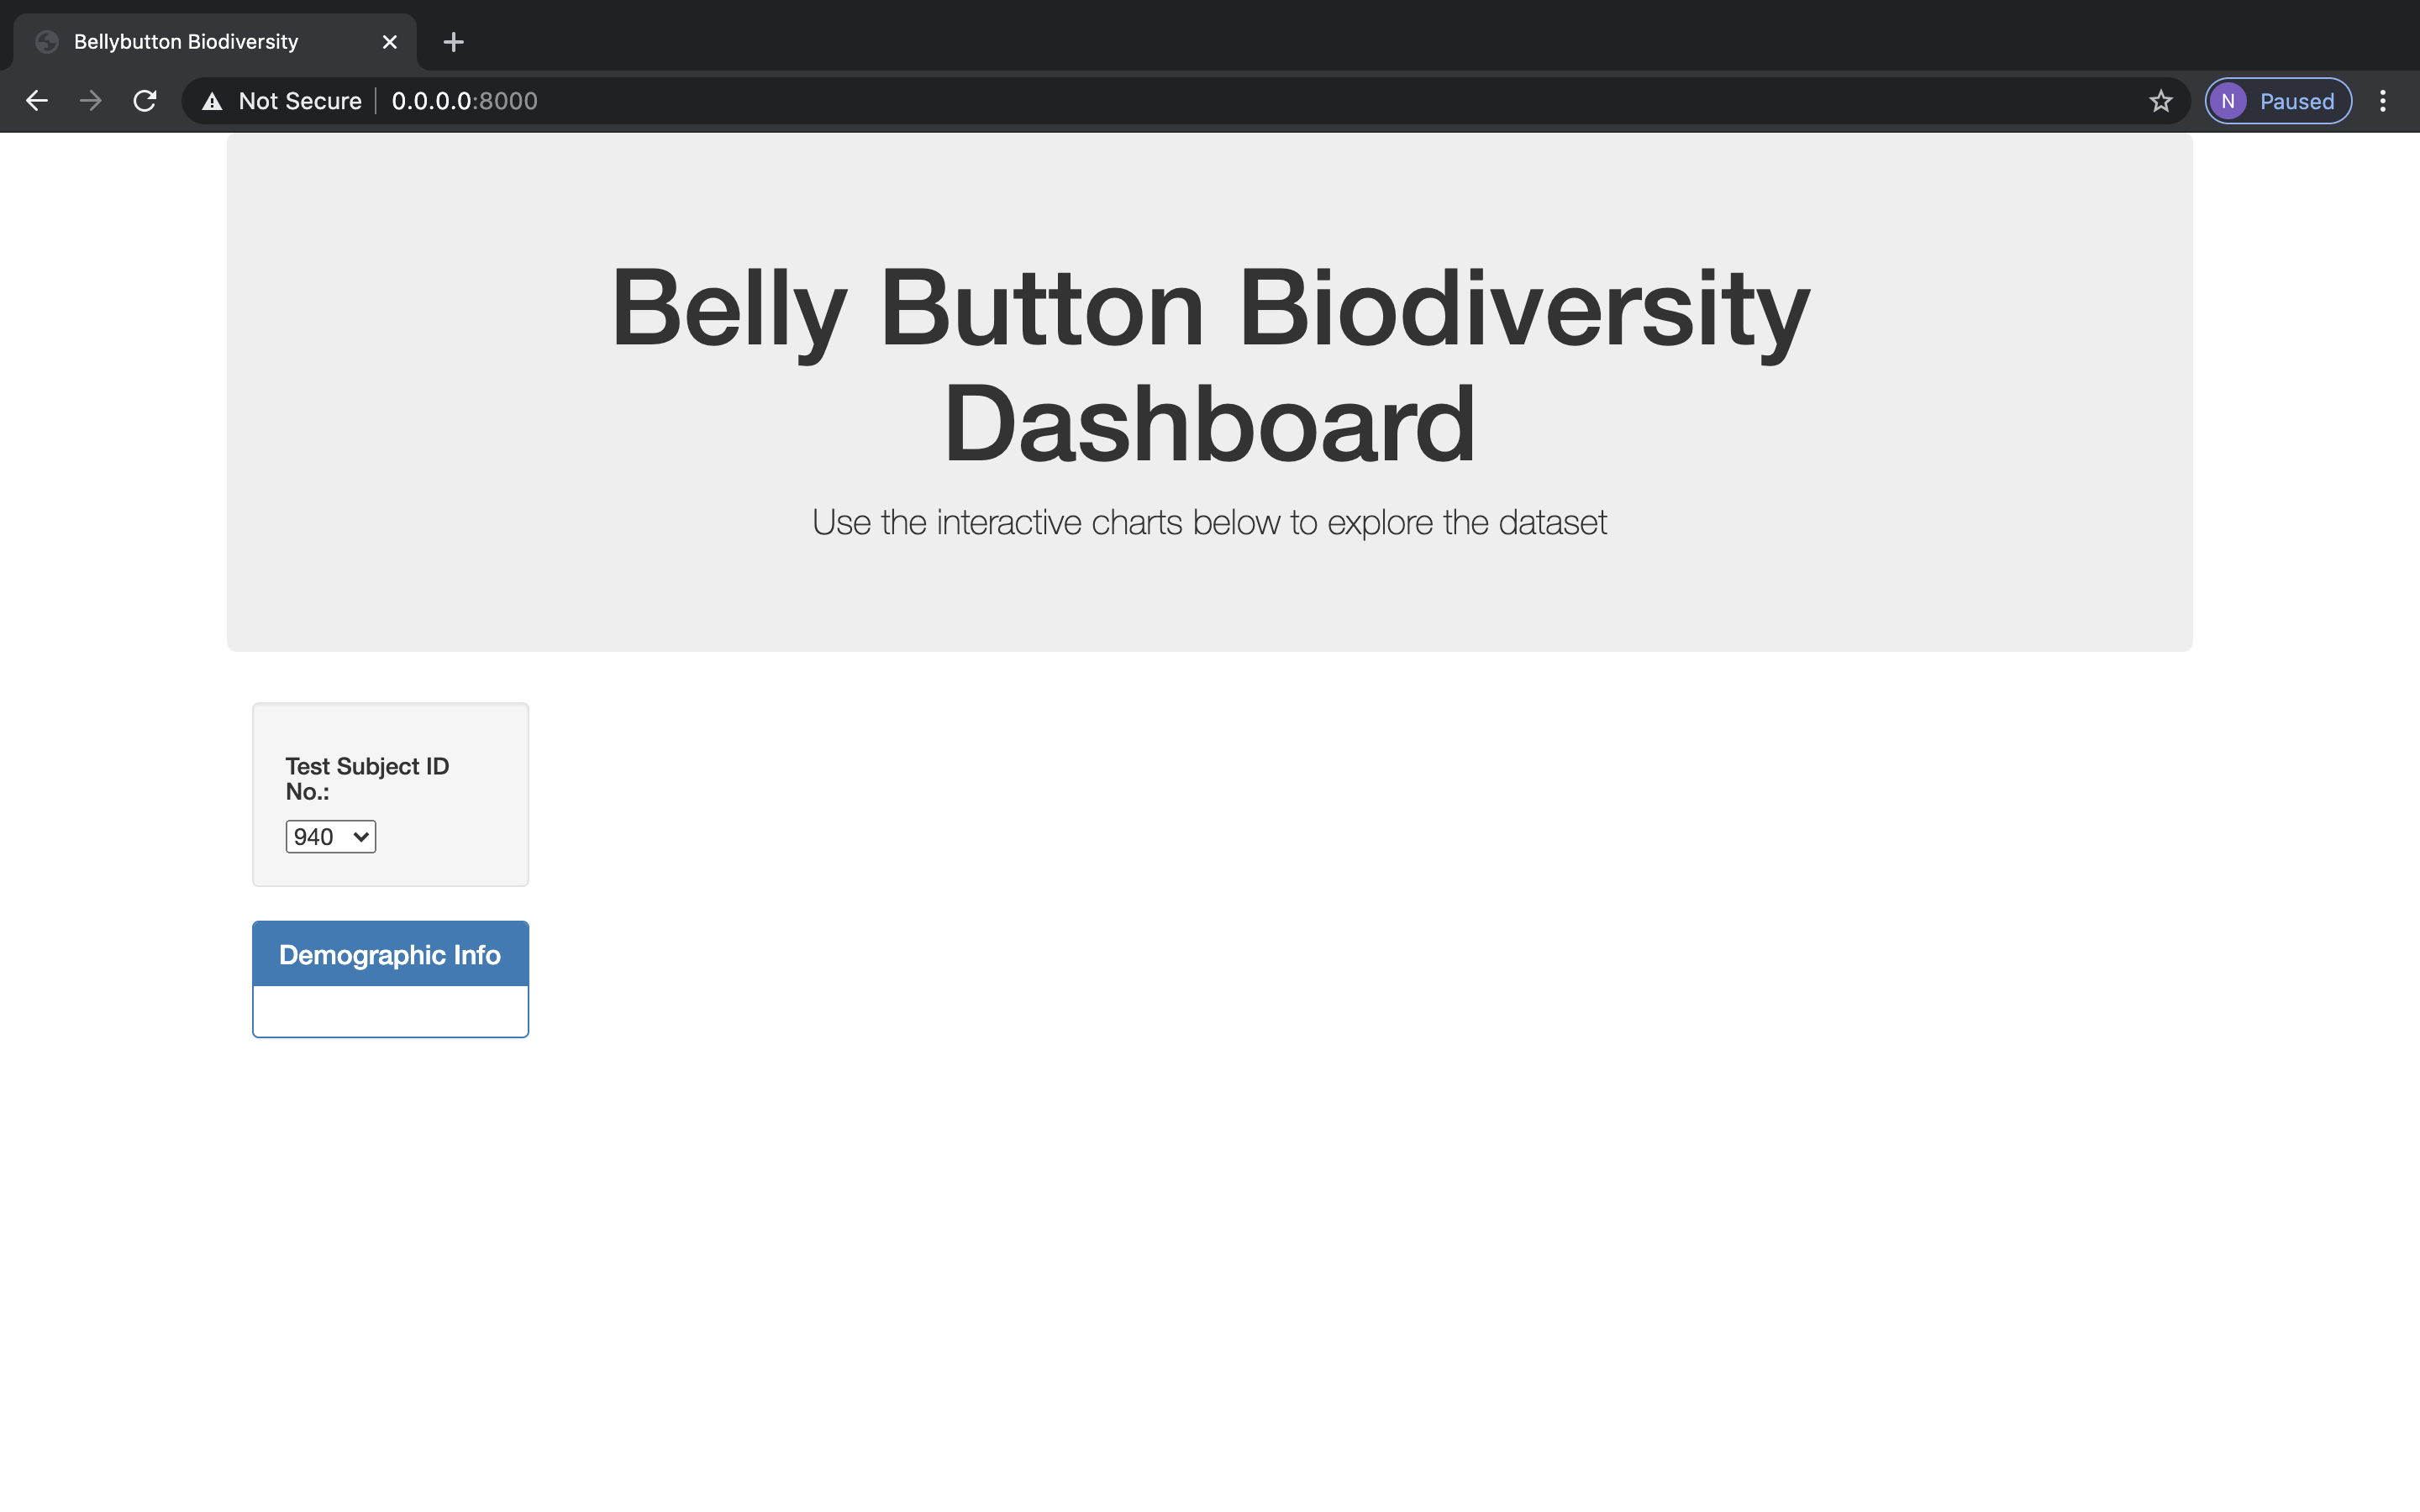 Bellybutton Biodiversity
Not Secure 0.0.0.0:8000
N Paused
Belly Button Biodiversity
Dashboard
Use the interactive charts below to explore the dataset
Test Subject ID
No.:
940
Demographic Info